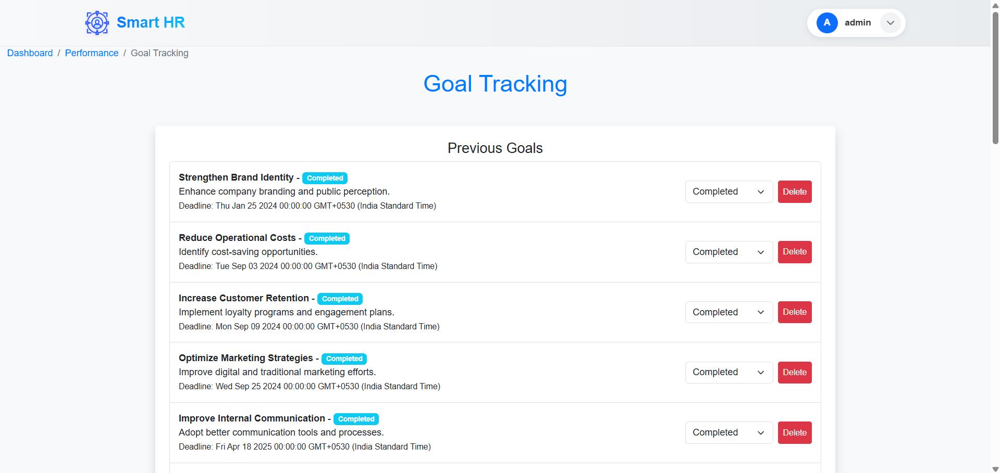 Smart HR
A admin
Dashboard / Performance / Goal Tracking
Goal Tracking
Previous Goals
Strengthen Brand Identity - Completed
Enhance company branding and public perception.
Deadline: Thu Jan 25 2024 00:00:00 GMT+0530 (India Standard Time)
Completed Delete
Reduce Operational Costs - Completed
Identify cost-saving opportunities.
Deadline: Tue Sep 03 2024 00:00:00 GMT+0530 (India Standard Time)
Completed Delete
Increase Customer Retention - Completed
Implement loyalty programs and engagement plans.
Deadline: Mon Sep 09 2024 00:00:00 GMT+0530 (India Standard Time)
Completed Delete
Optimize Marketing Strategies - Completed
Improve digital and traditional marketing efforts.
Deadline: Wed Sep 25 2024 00:00:00 GMT+0530 (India Standard Time)
Completed Delete
Improve Internal Communication - Completed
Adopt better communication tools and processes.
Deadline: Fri Apr 18 2025 00:00:00 GMT+0530 (India Standard Time)
Completed Delete